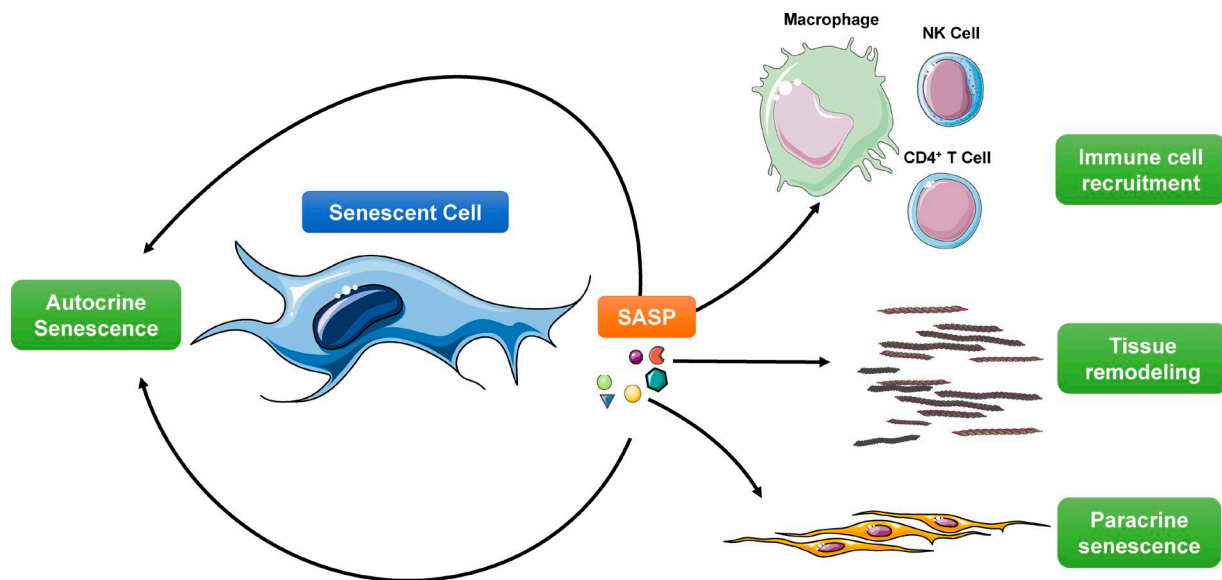 Macrophage
NK Cell
CD4⁺ T Cell
Immune cell
recruitment
Senescent Cell
Autocrine
Senescence
SASP
Tissue
remodeling
Paracrine
senescence